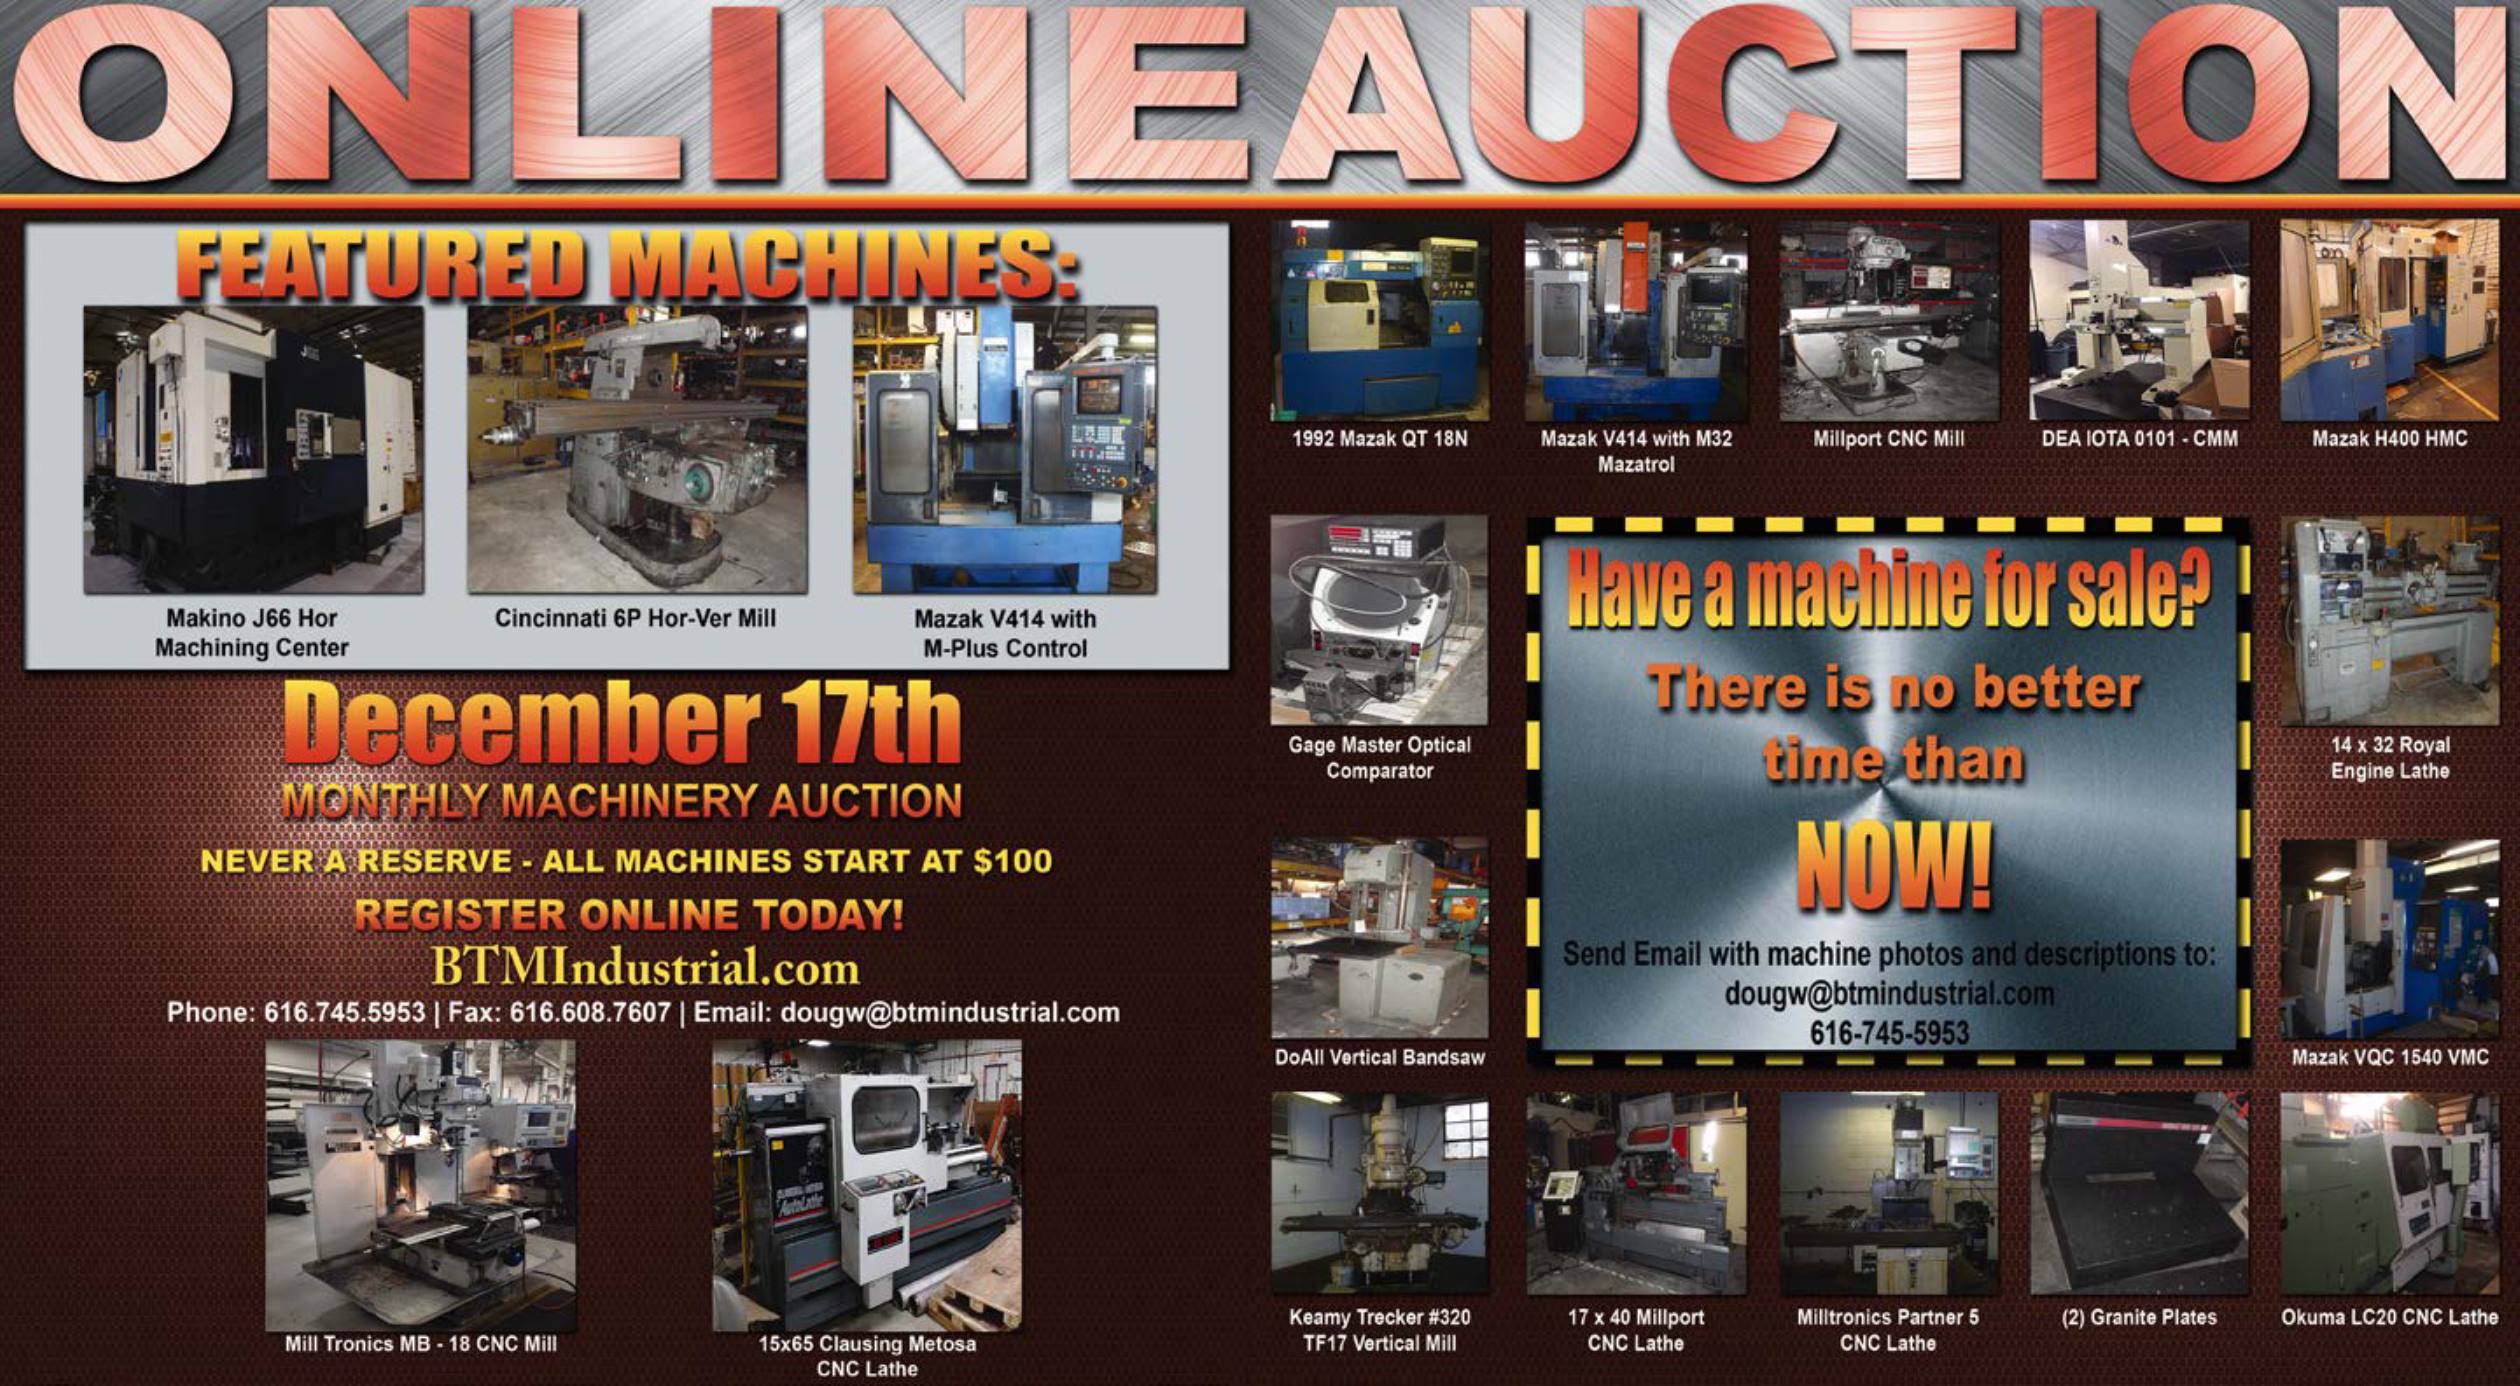 ONLINE AUCTION
FEATURED MACHINES:
Makino J66 Hor
Machining Center
Cincinnati 6P Hor-Ver Mill
Mazak V414 with
M-Plus Control
December 17th
MONTHLY MACHINERY AUCTION
NEVER A RESERVE - ALL MACHINES START AT $100
REGISTER ONLINE TODAY!
BTMIndustrial.com
Phone: 616.745.5953 | Fax: 616.608.7607 | Email: dougw@btmindustrial.com
Mill Tronics MB - 18 CNC Mill
AutoLathe
15x65 Clausing Metosa
CNC Lathe
1992 Mazak QT 18N
Mazak V414 with M32
Mazatrol
Millport CNC Mill
DEA IOTA 0101 - CMM
Mazak H400 HMC
Gage Master Optical
Comparator
Have a machine for sale?
There is no better
time than
NOW!
Send Email with machine photos and descriptions to:
dougw@btmindustrial.com
616-745-5953
14 x 32 Royal
Engine Lathe
DoAll Vertical Bandsaw
Mazak VQC 1540 VMC
Keamy Trecker #320
TF17 Vertical Mill
17 x 40 Millport
CNC Lathe
Milltronics Partner 5
CNC Lathe
(2) Granite Plates
Okuma LC20 CNC Lathe